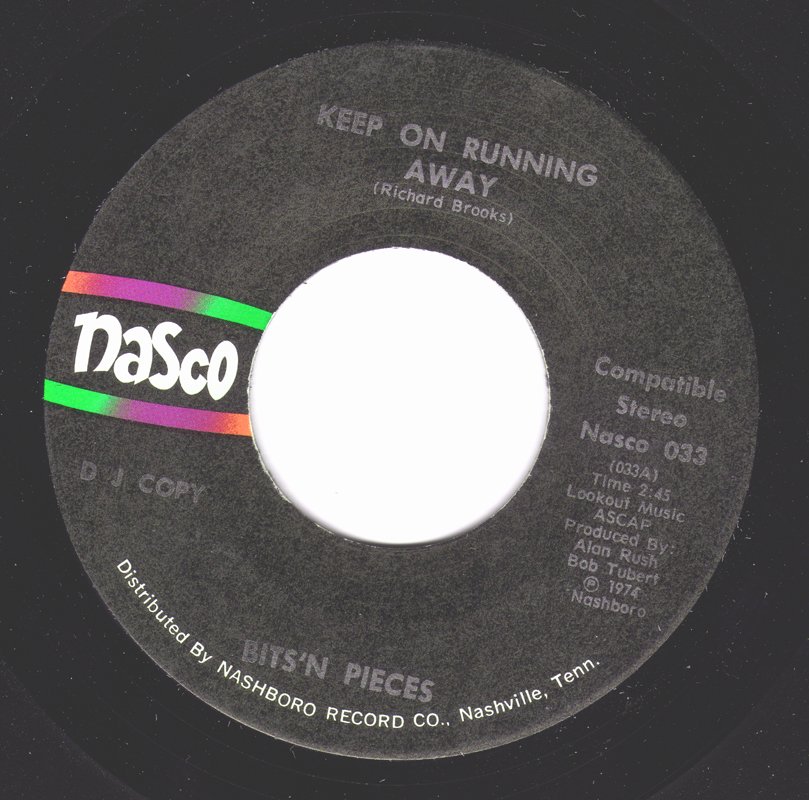 KEEP ON RUNNING
AWAY
(Richard Brooks)
nasco
Compatible
Stereo
Nasco 033
(033A)
Time 2:45
Lookout Music
ASCAP
Produced By:
Alan Rush
Bob Tubert
℗ 1974
Nashboro
D J COPY
BITS'N PIECES
Distributed By NASHBORO RECORD CO., Nashville, Tenn.